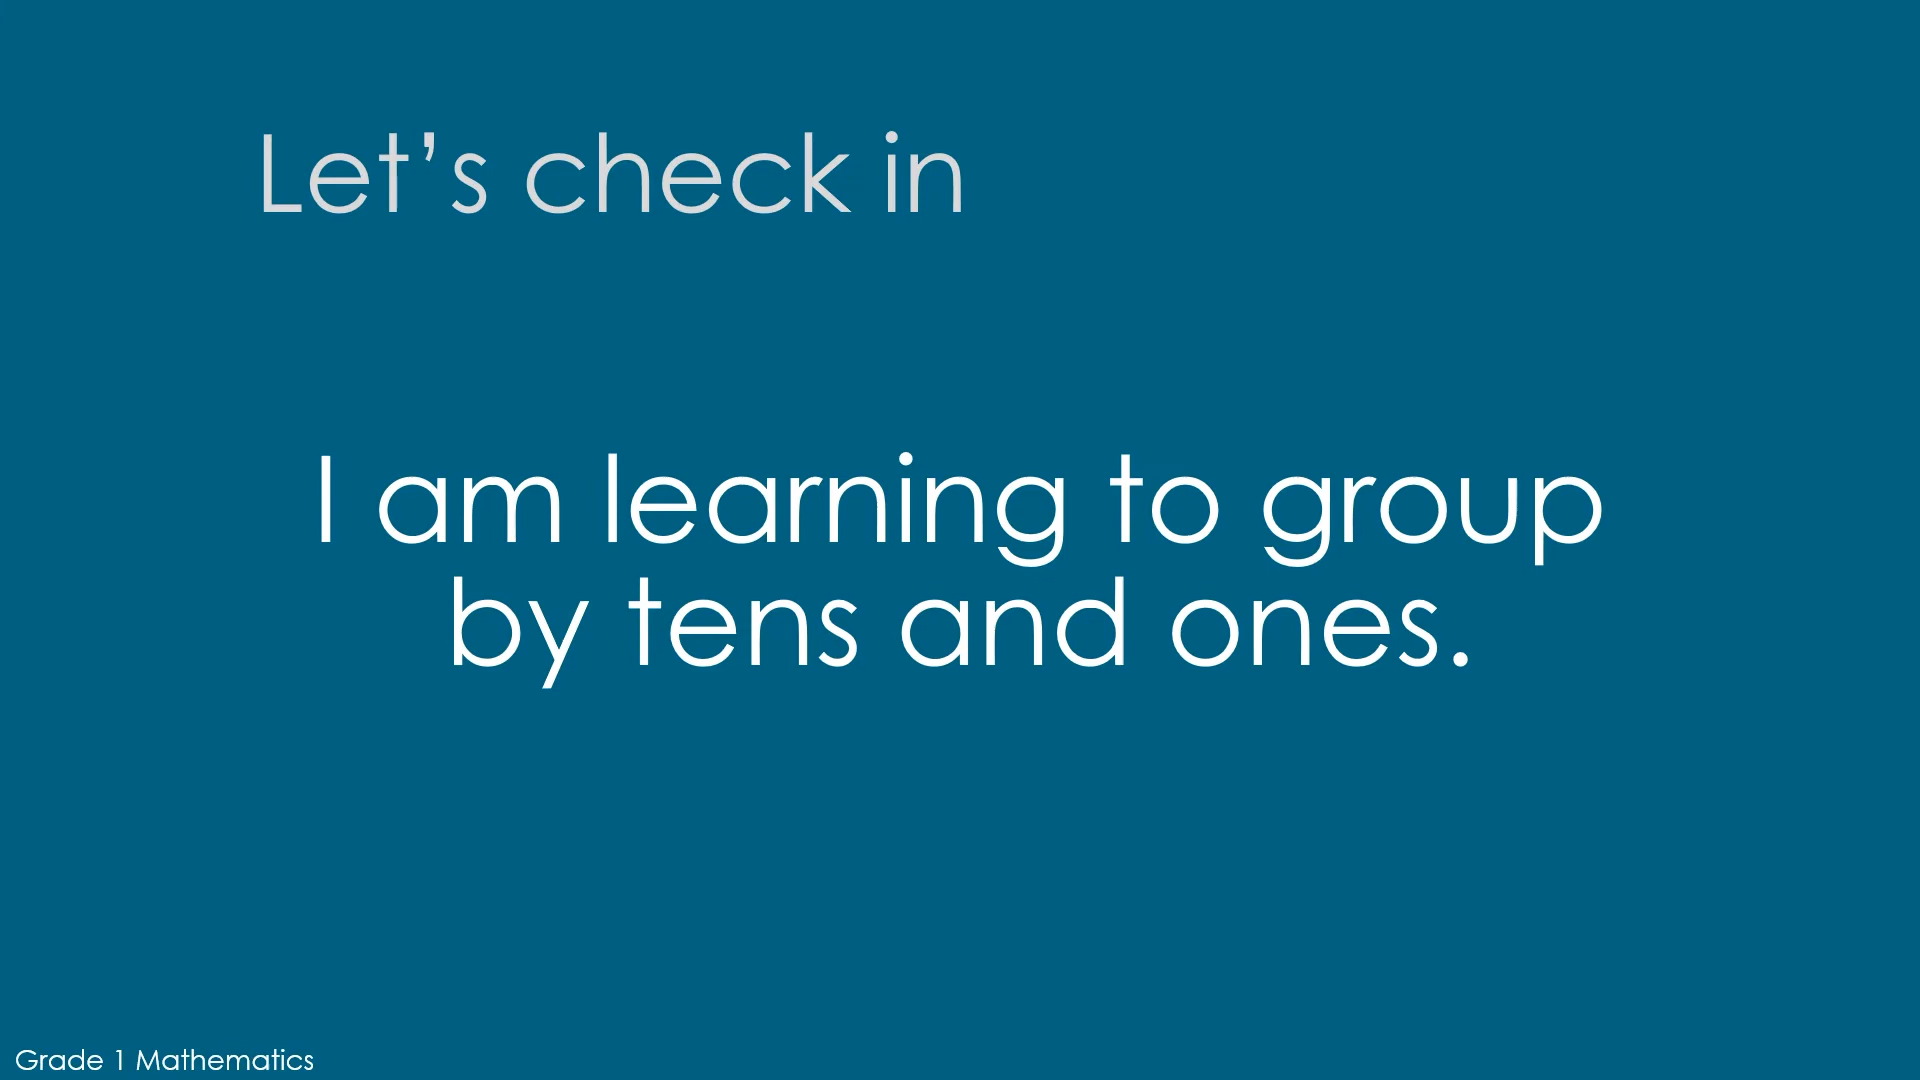 Let’s check in
I am learning to group
by tens and ones.
Grade 1 Mathematics